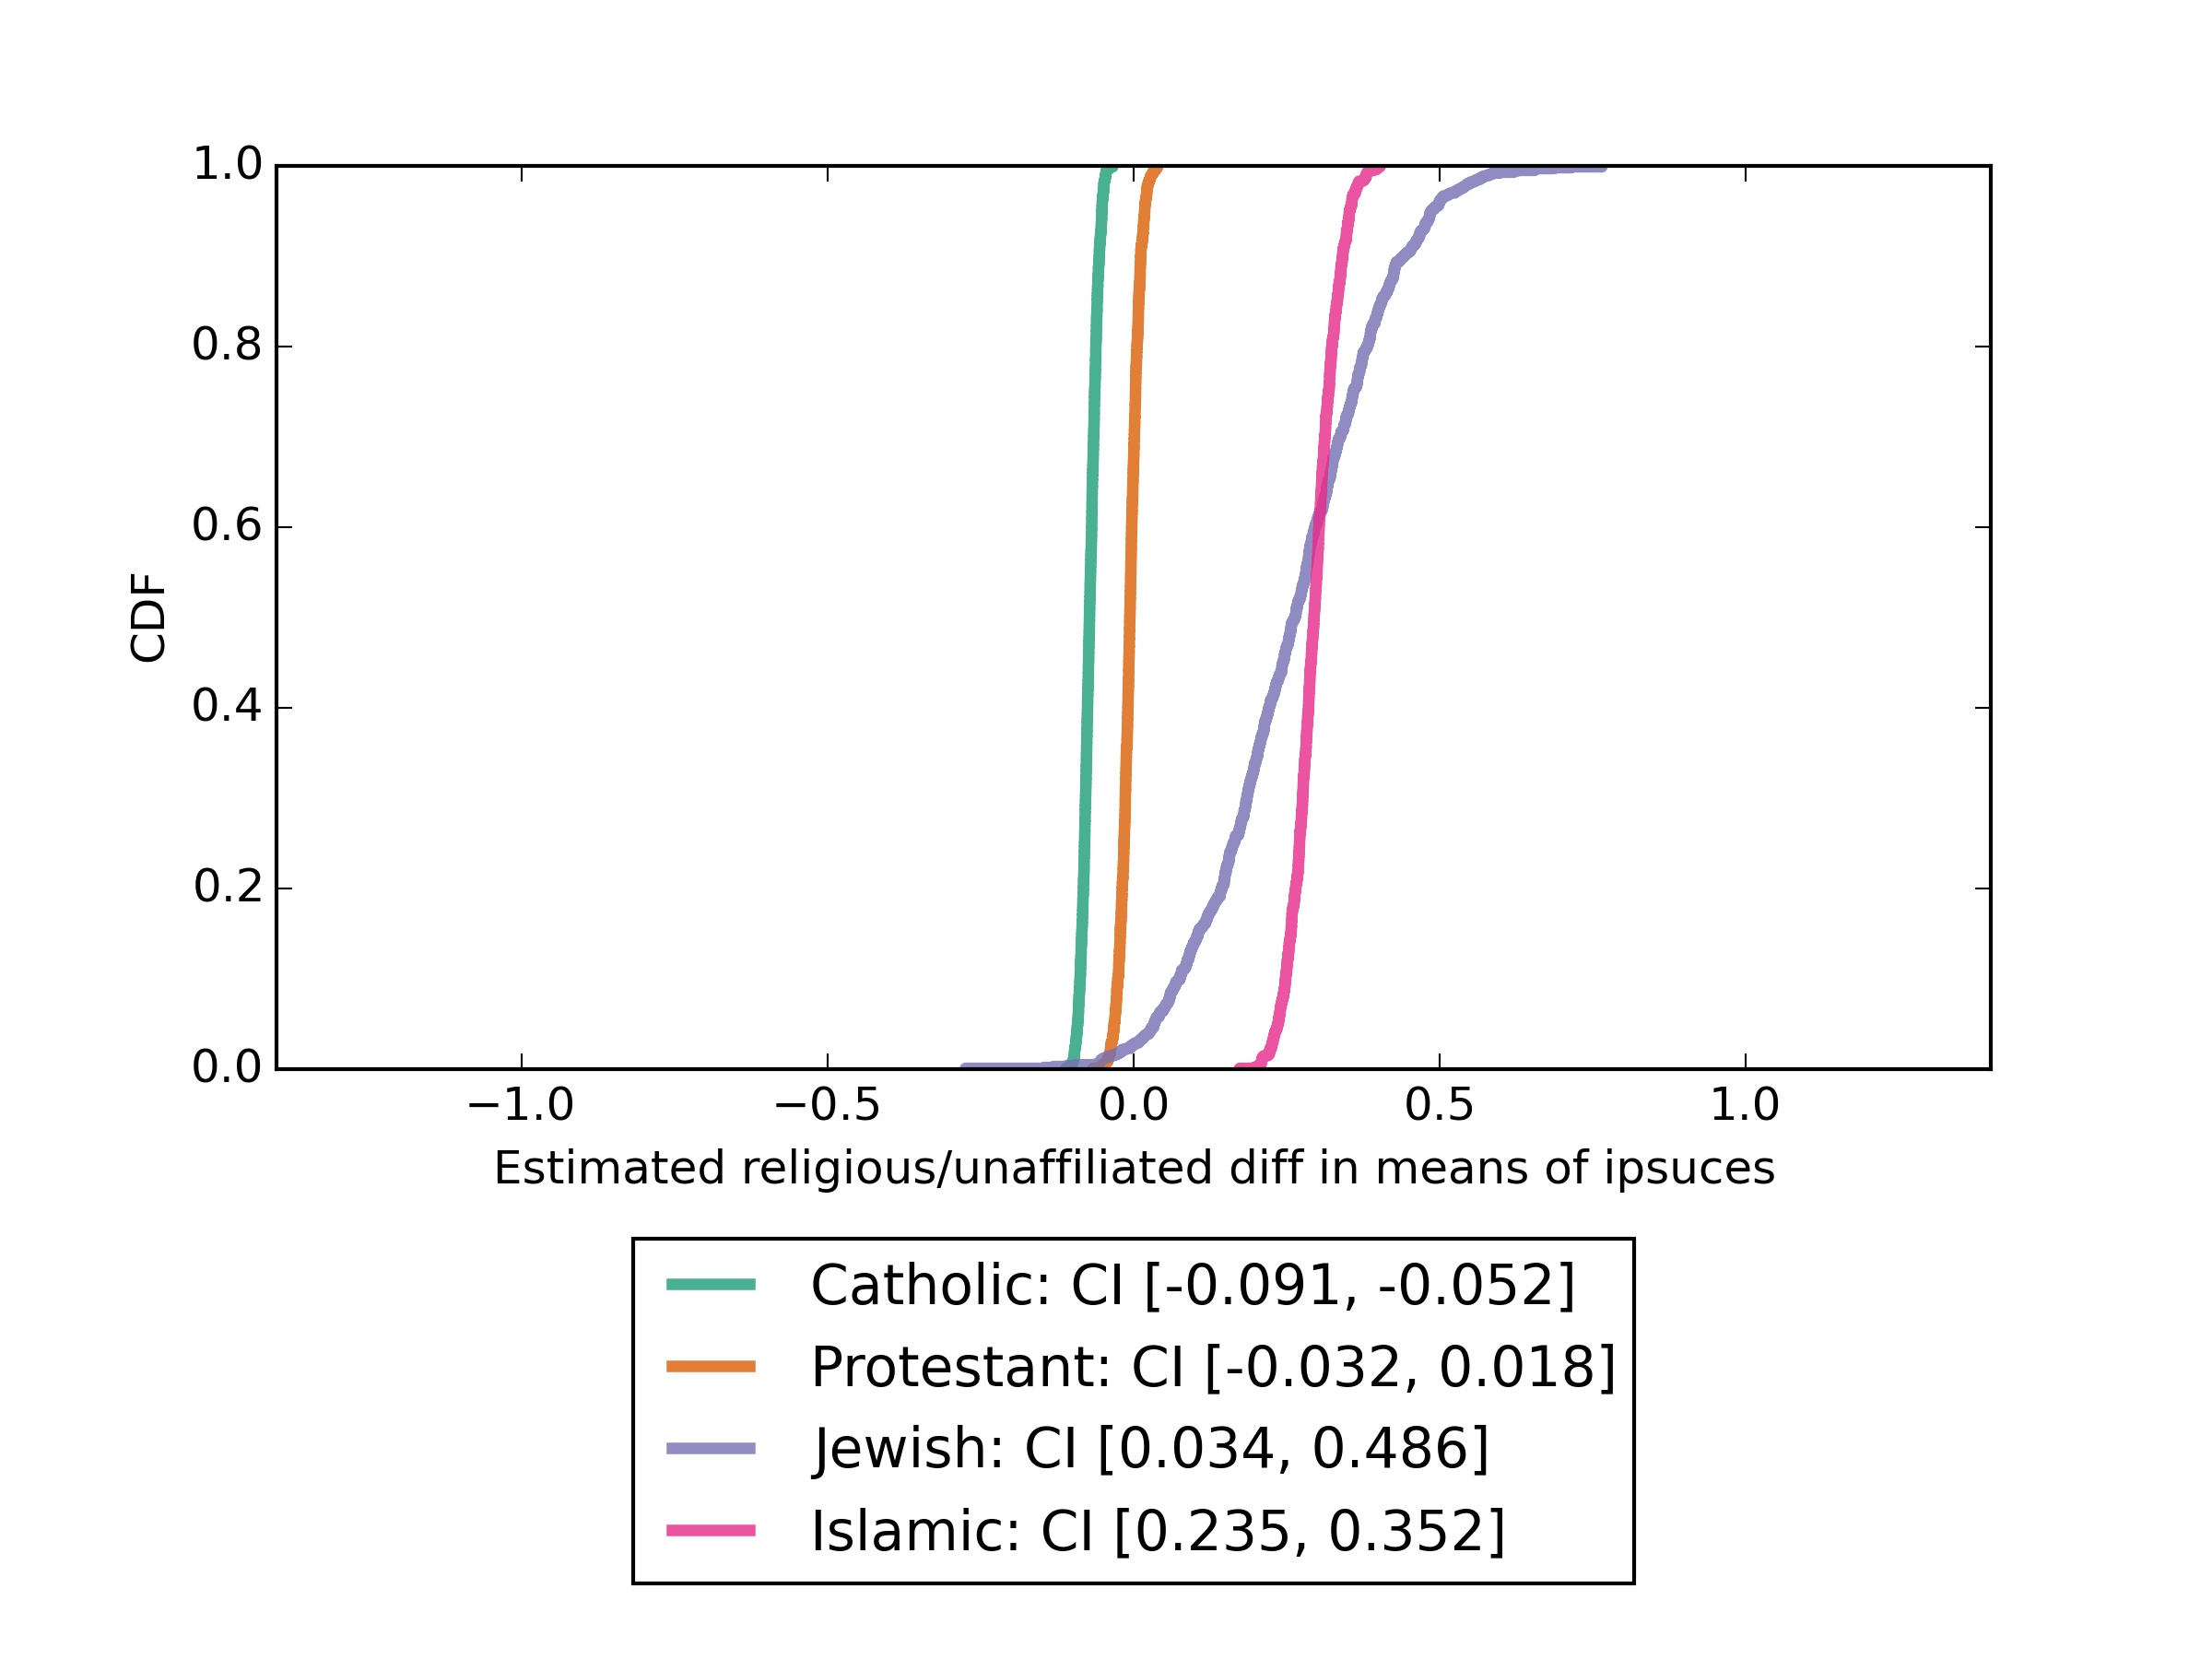 1.0
0.8
0.6
0.4
0.2
0.0
CDF
−1.0 −0.5 0.0 0.5 1.0
Estimated religious/unaffiliated diff in means of ipsuces
Catholic: CI [-0.091, -0.052]
Protestant: CI [-0.032, 0.018]
Jewish: CI [0.034, 0.486]
Islamic: CI [0.235, 0.352]